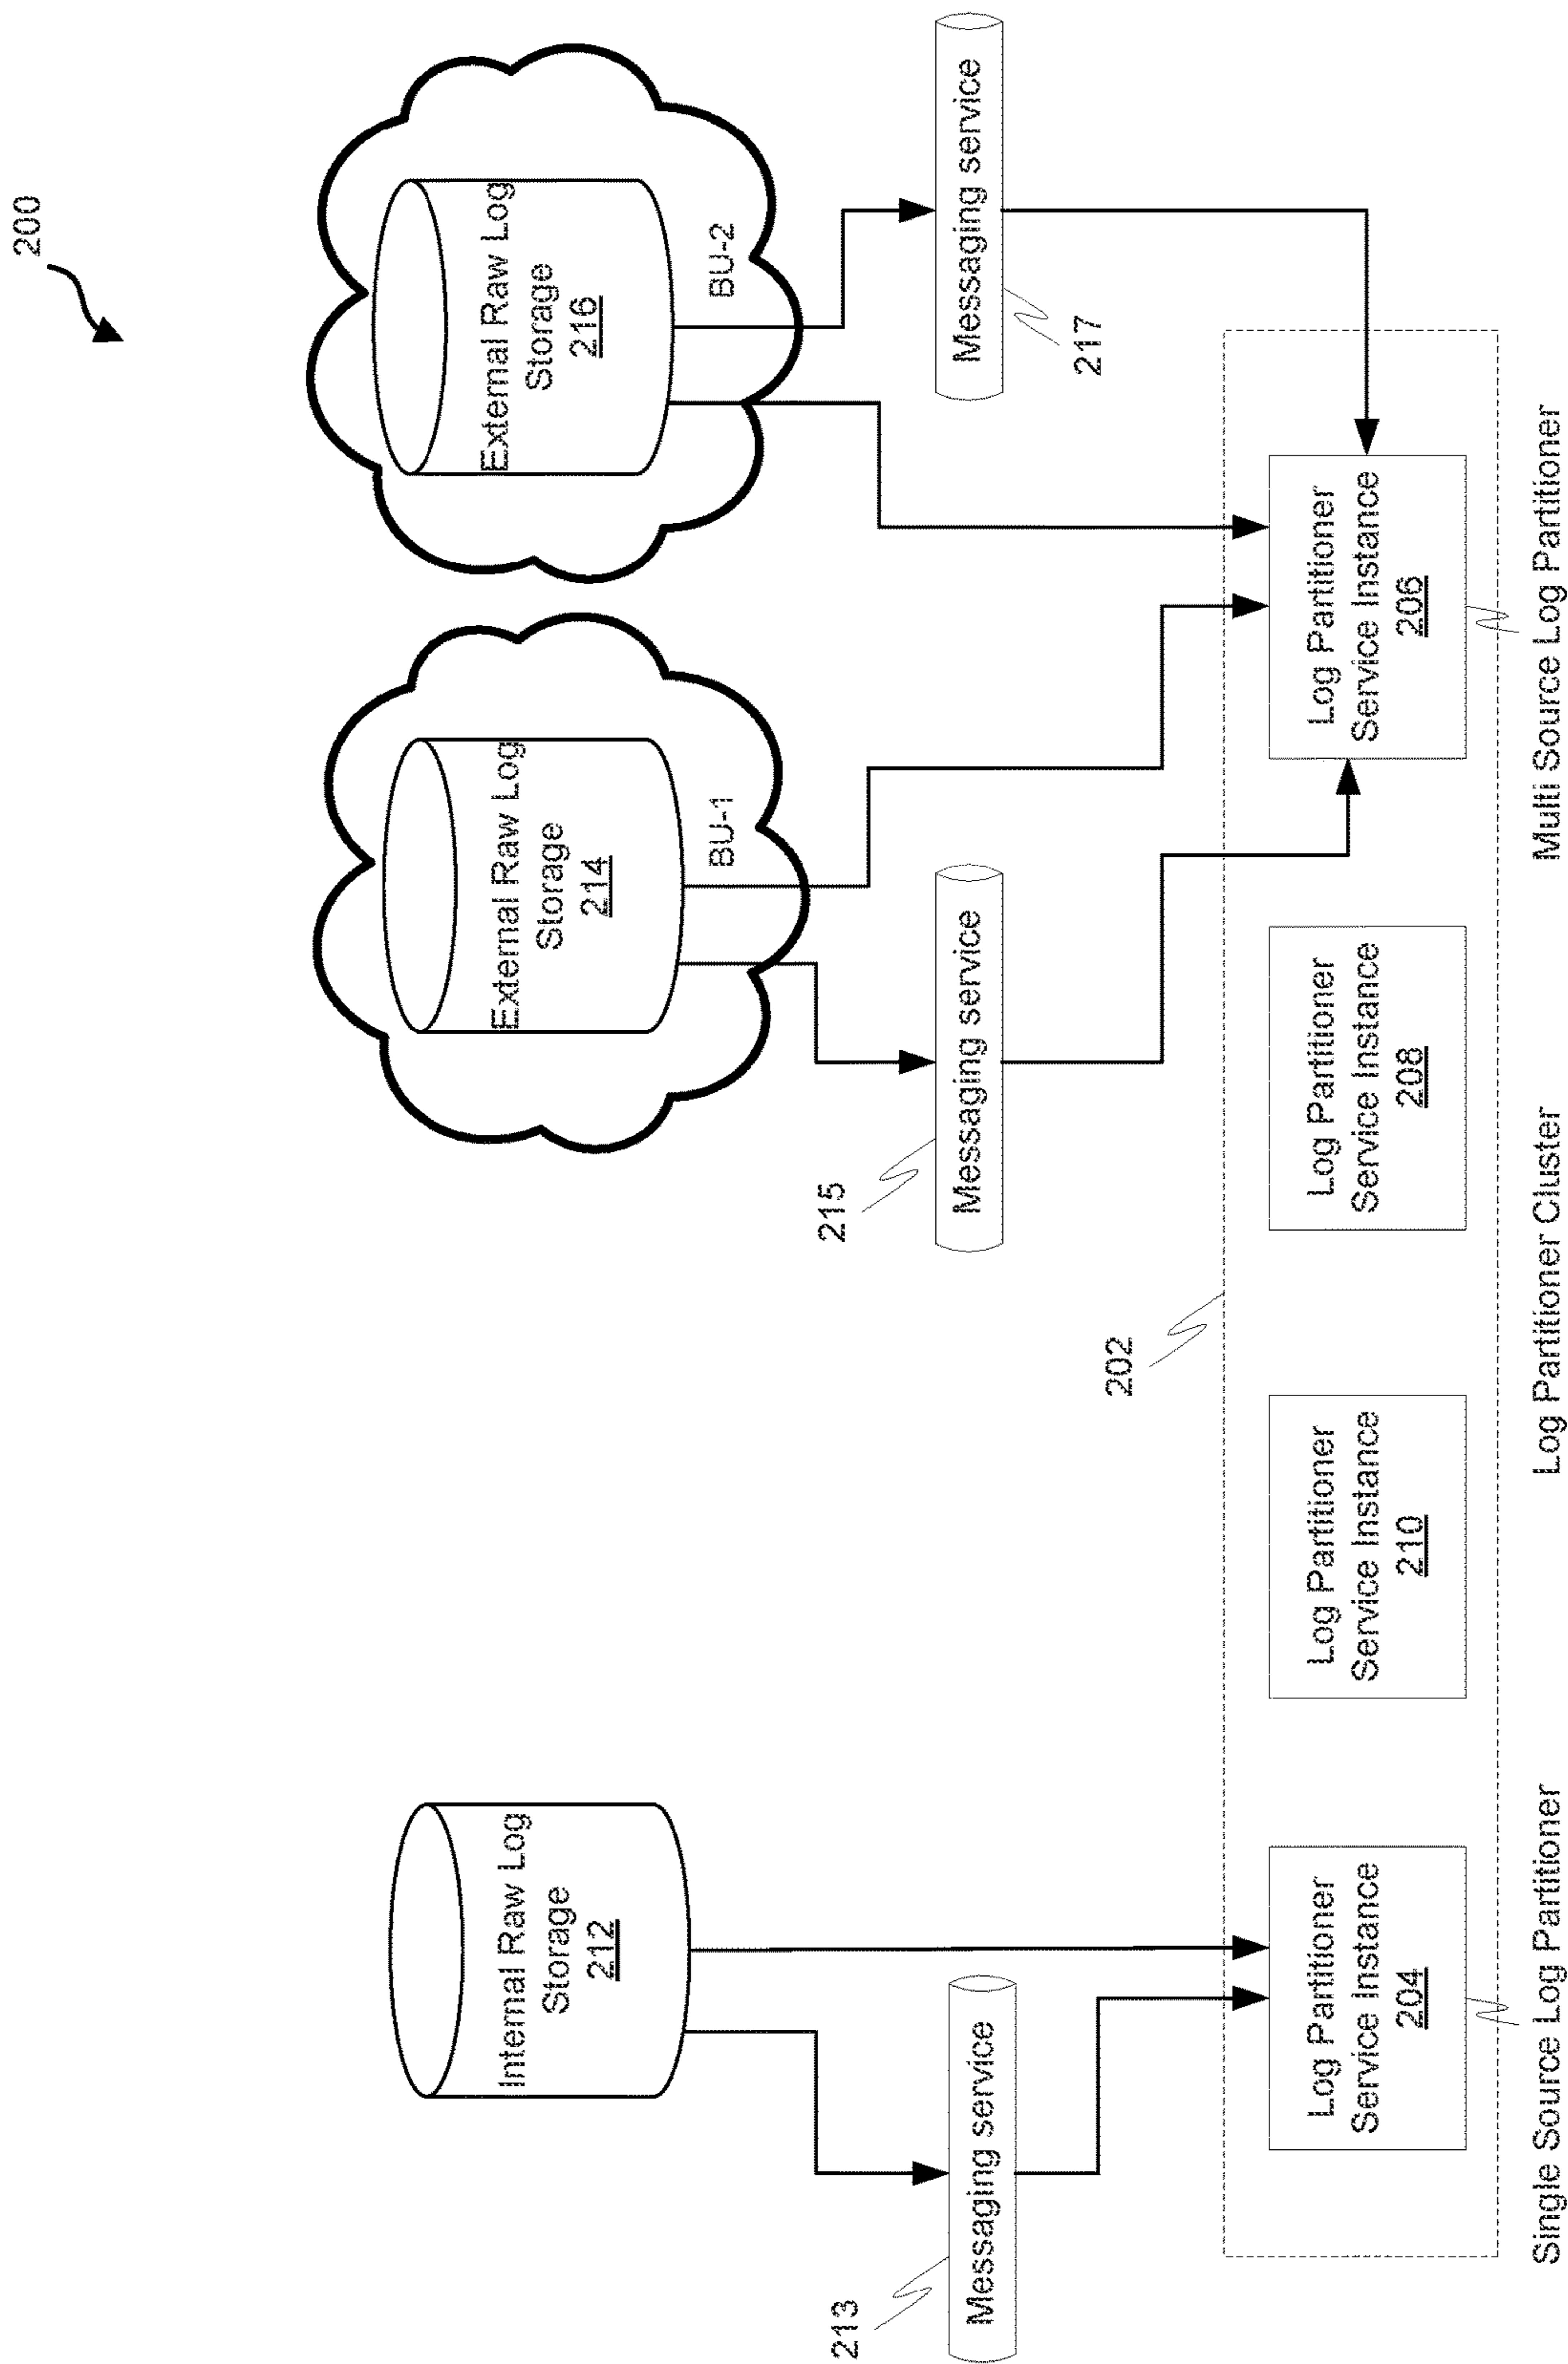 200
Internal Raw Log
Storage
212
External Raw Log
Storage
214
BU-1
External Raw Log
Storage
216
BU-2
213
Messaging service
215
Messaging service
Messaging service
217
202
Log Partitioner
Service Instance
204
Log Partitioner
Service Instance
210
Log Partitioner
Service Instance
208
Log Partitioner
Service Instance
206
Single Source Log Partitioner
Log Partitioner Cluster
Multi Source Log Partitioner